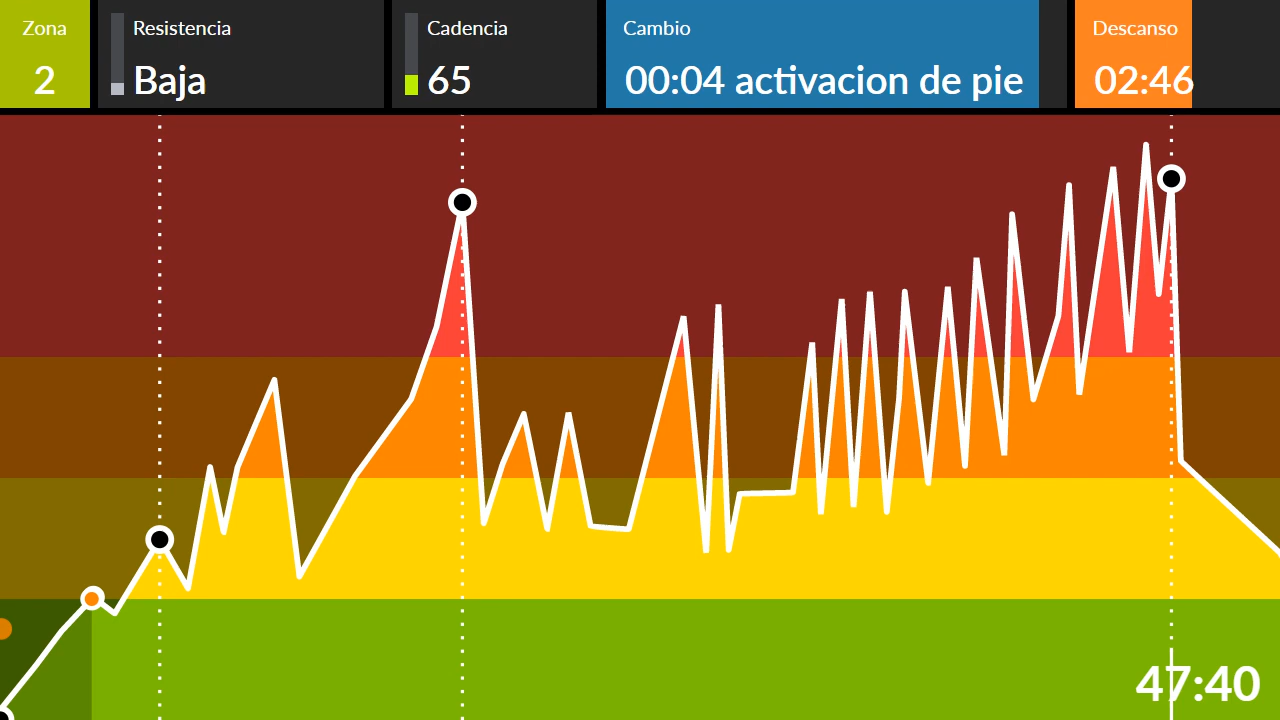 Zona
2
Resistencia
Baja
Cadencia
65
Cambio
00:04 activacion de pie
Descanso
02:46
47:40